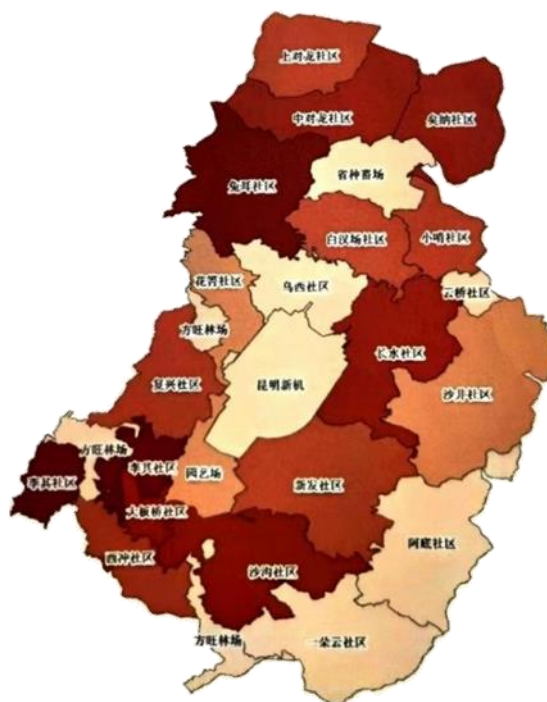 上对龙社区
中对龙社区
矣纳社区
兔耳社区
省种畜场
白汉场社区
小哨社区
花箐社区
乌西社区
云桥社区
方旺林场
长水社区
复兴社区
昆明新机
沙井社区
方旺林场
李其社区
李其社区
园艺场
新发社区
大板桥社区
阿底社区
西冲社区
沙沟社区
方旺林场
一朵云社区